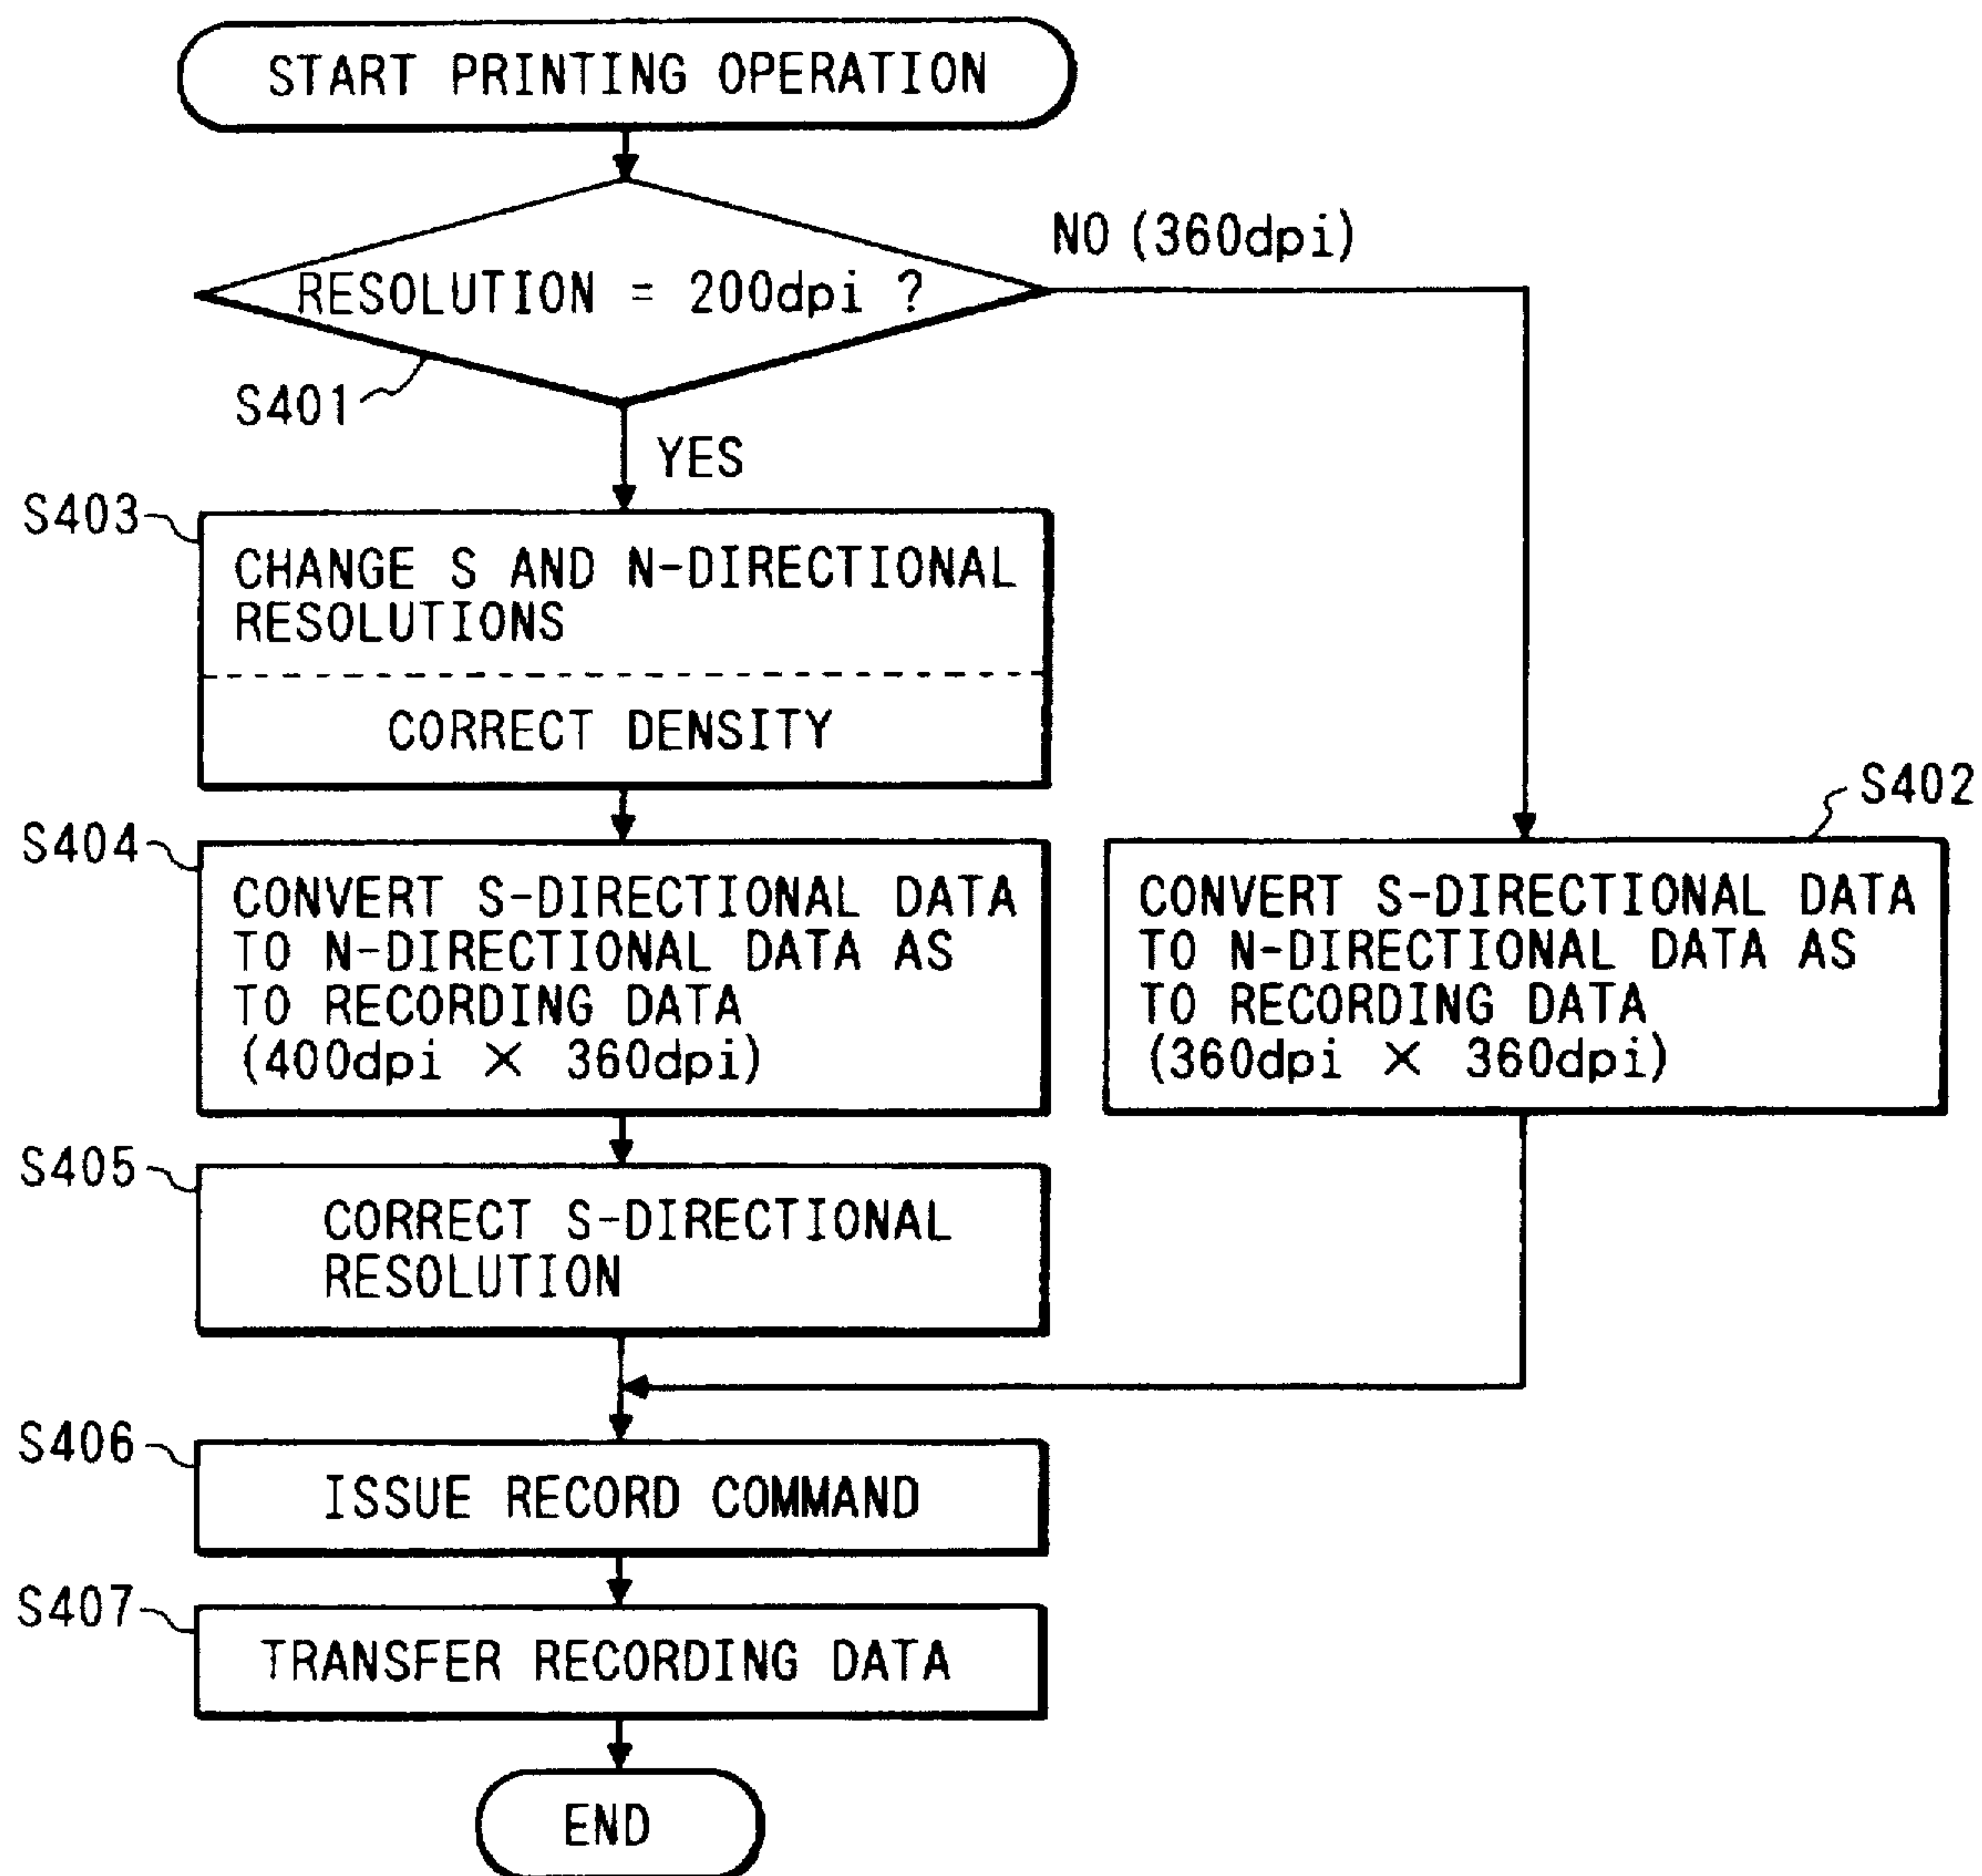 START PRINTING OPERATION
NO (360dpi)
RESOLUTION = 200dpi ?
S401
YES
S403
CHANGE S AND N-DIRECTIONAL
RESOLUTIONS
CORRECT DENSITY
S402
S404
CONVERT S-DIRECTIONAL DATA
TO N-DIRECTIONAL DATA AS
TO RECORDING DATA
(400dpi × 360dpi)
CONVERT S-DIRECTIONAL DATA
TO N-DIRECTIONAL DATA AS
TO RECORDING DATA
(360dpi × 360dpi)
S405
CORRECT S-DIRECTIONAL
RESOLUTION
S406
ISSUE RECORD COMMAND
S407
TRANSFER RECORDING DATA
END